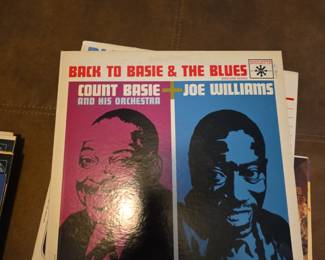 BACK TO BASIE & THE BLUES
COUNT BASIE + JOE WILLIAMS
AND HIS ORCHESTRA